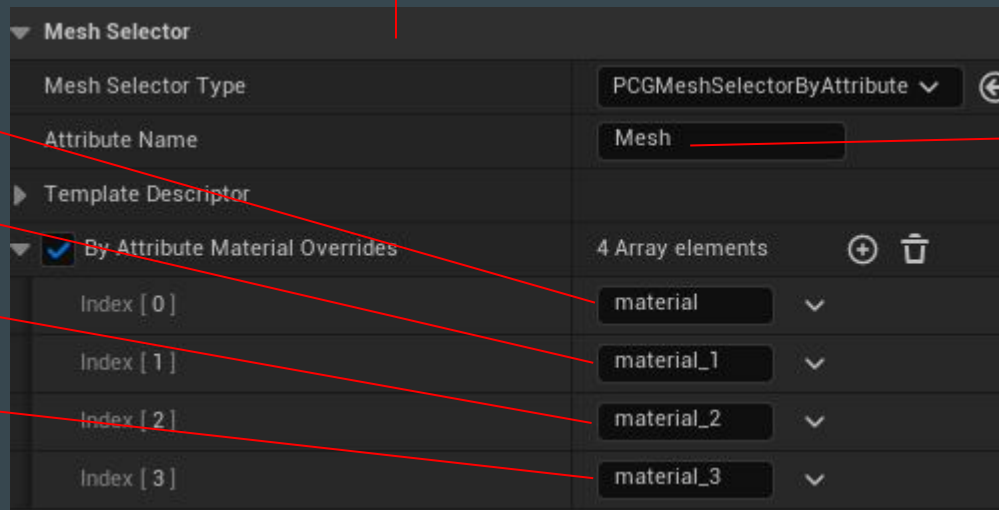 Mesh Selector
Mesh Selector Type PCGMeshSelectorByAttribute
Attribute Name Mesh
Template Descriptor
By Attribute Material Overrides 4 Array elements
Index [ 0 ] material
Index [ 1 ] material_1
Index [ 2 ] material_2
Index [ 3 ] material_3